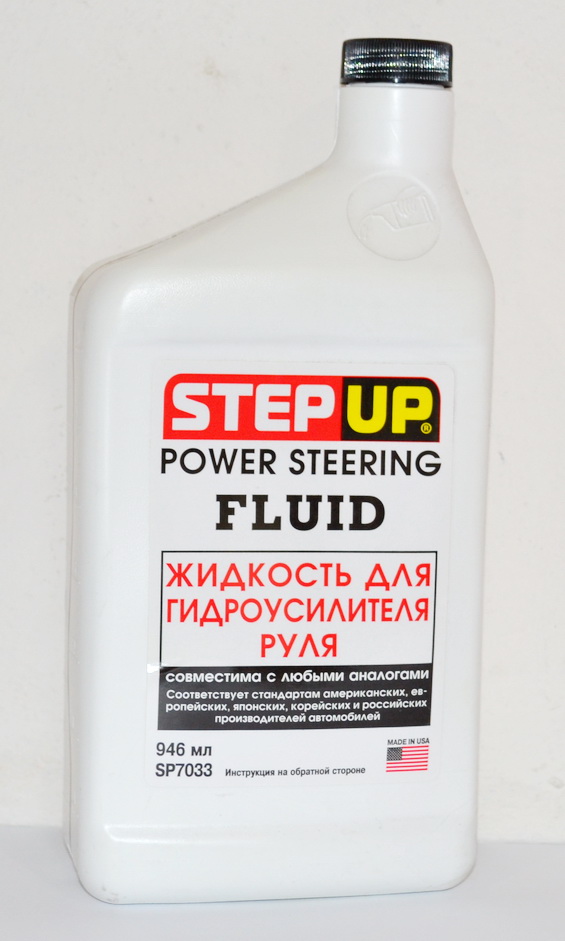 STEP UP®
POWER STEERING
FLUID
ЖИДКОСТЬ ДЛЯ
ГИДРОУСИЛИТЕЛЯ
РУЛЯ
СОВМЕСТИМА С ЛЮБЫМИ АНАЛОГАМИ
Соответствует стандартам американских, ев-
ропейских, японских, корейских и российских
производителей автомобилей
946 мл
MADE IN USA
SP7033 Инструкция на обратной стороне